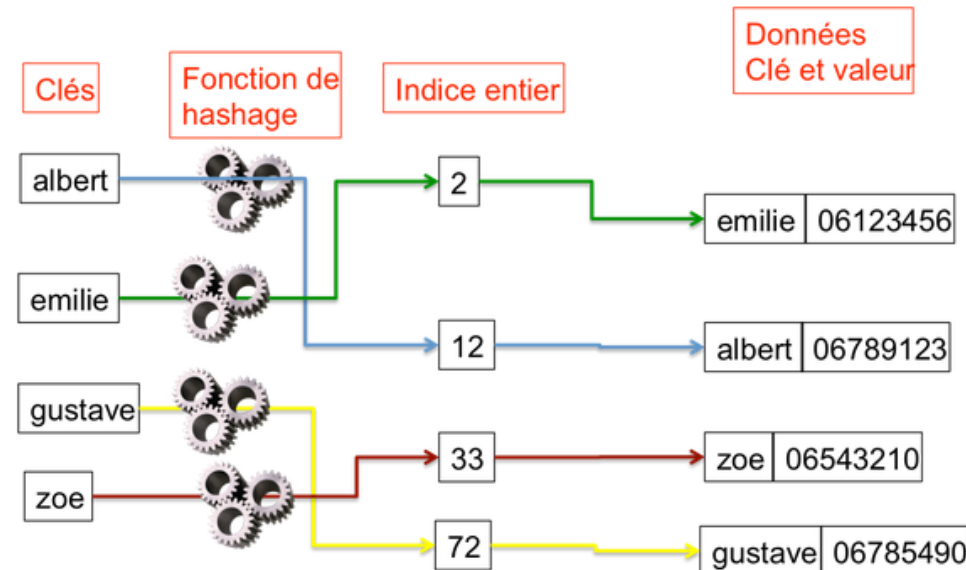 Clés
Fonction de
hashage
Indice entier
Données
Clé et valeur
albert
2
emilie 06123456
emilie
12
albert 06789123
gustave
33
zoe 06543210
zoe
72
gustave 06785490